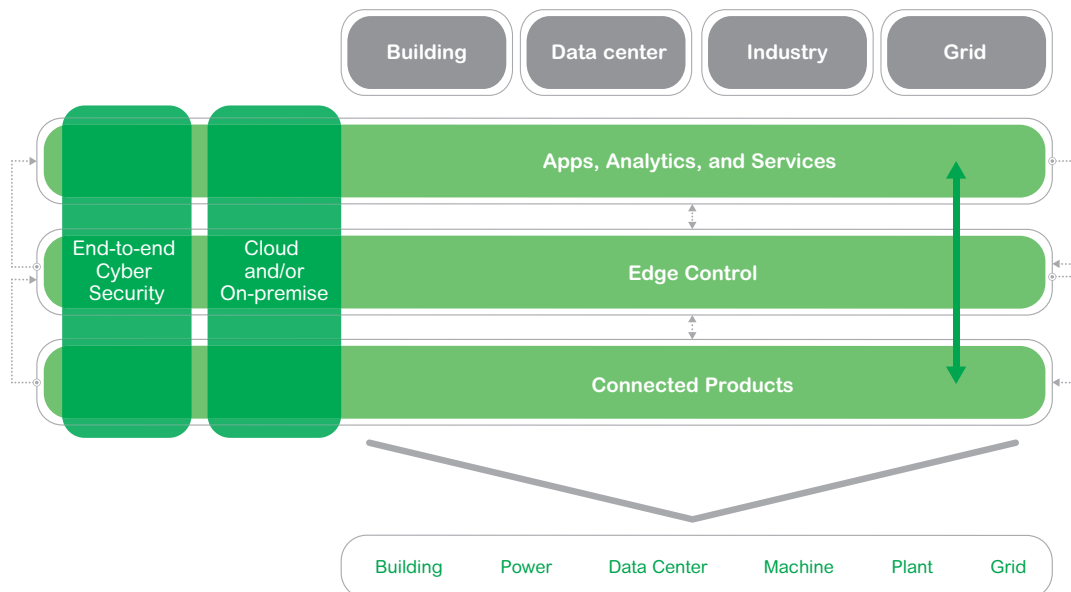 Building
Data center
Industry
Grid
Apps, Analytics, and Services
End-to-end
Cyber
Security
Cloud
and/or
On-premise
Edge Control
Connected Products
Building
Power
Data Center
Machine
Plant
Grid